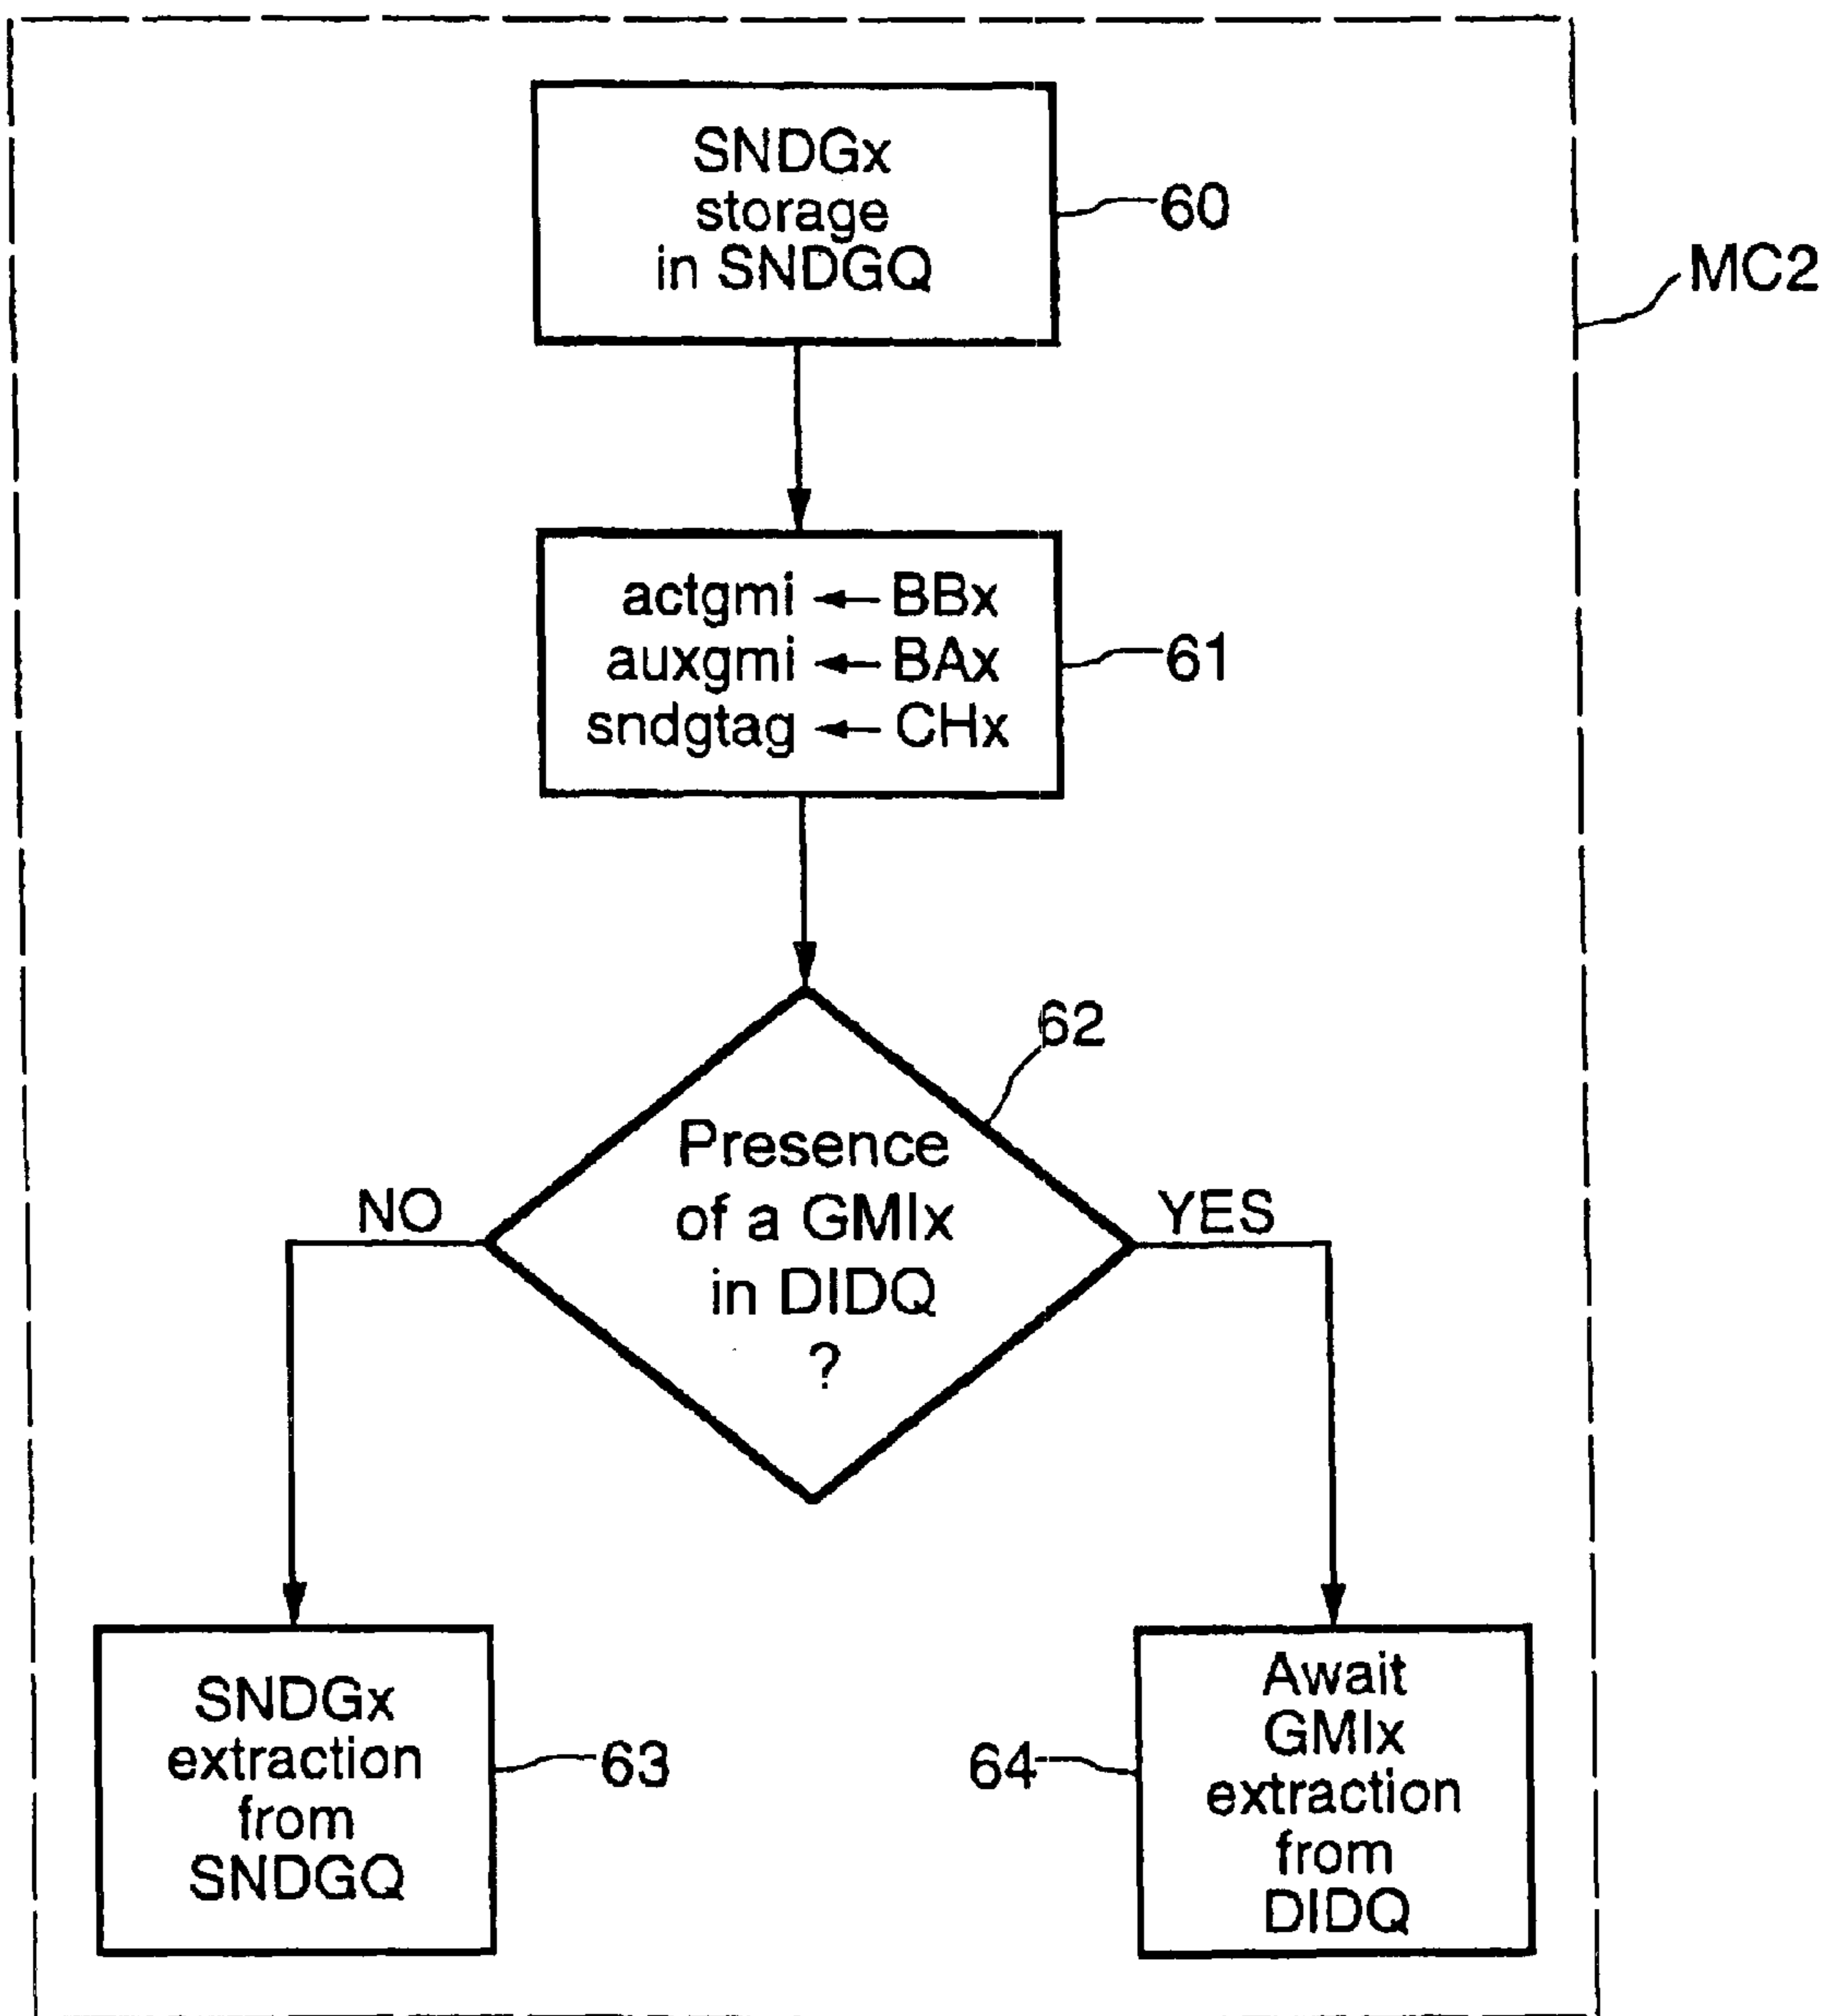 SNDGx
storage
in SNDGQ
60
MC2
actgmi ← BBx
auxgmi ← BAx
sndgtag ← CHx
61
62
Presence
of a GMIx
in DIDQ
?
NO
YES
SNDGx
extraction
from
SNDGQ
63
64
Await
GMIx
extraction
from
DIDQ